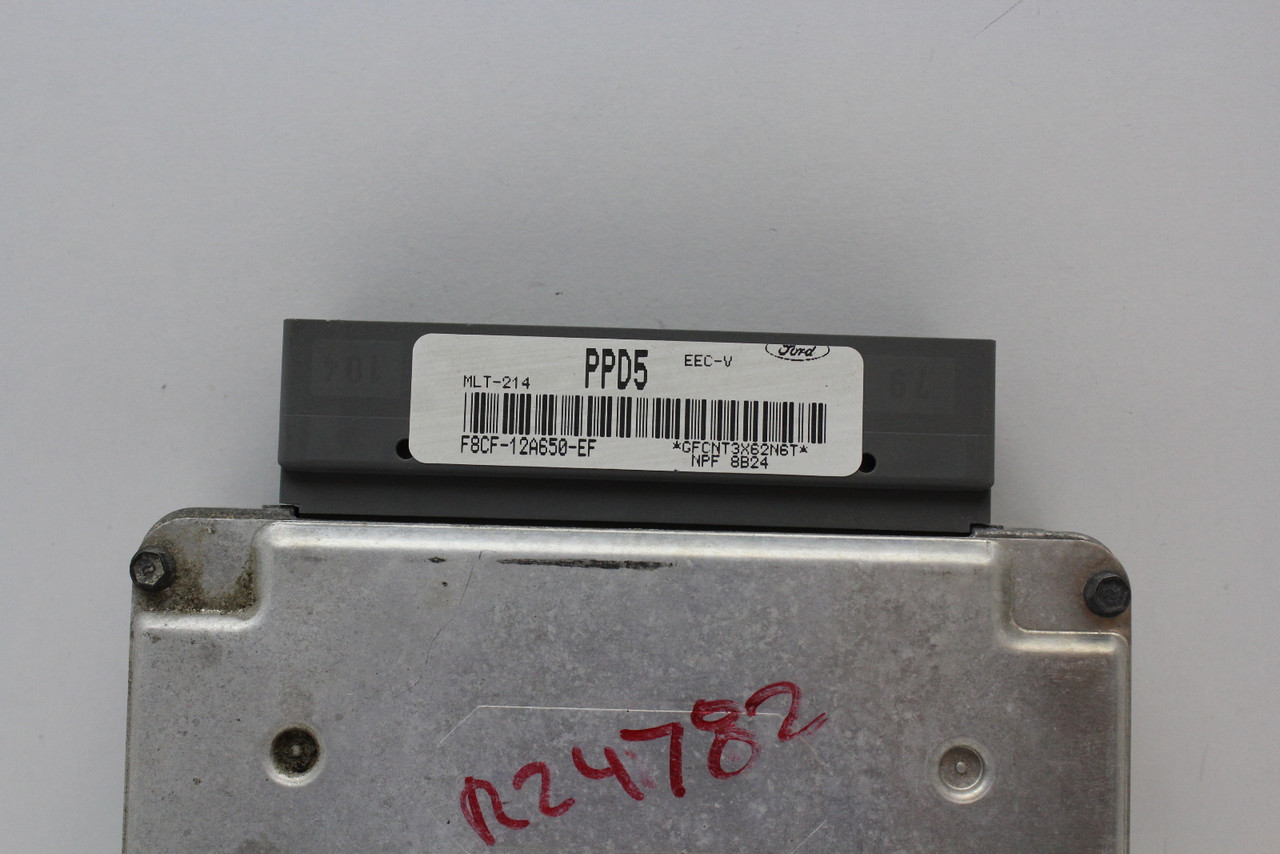 PPD5 EEC-V Ford
MLT-214
F8CF-12A650-EF *GFCNT3X62N6T*
NPF 8B24
R24782